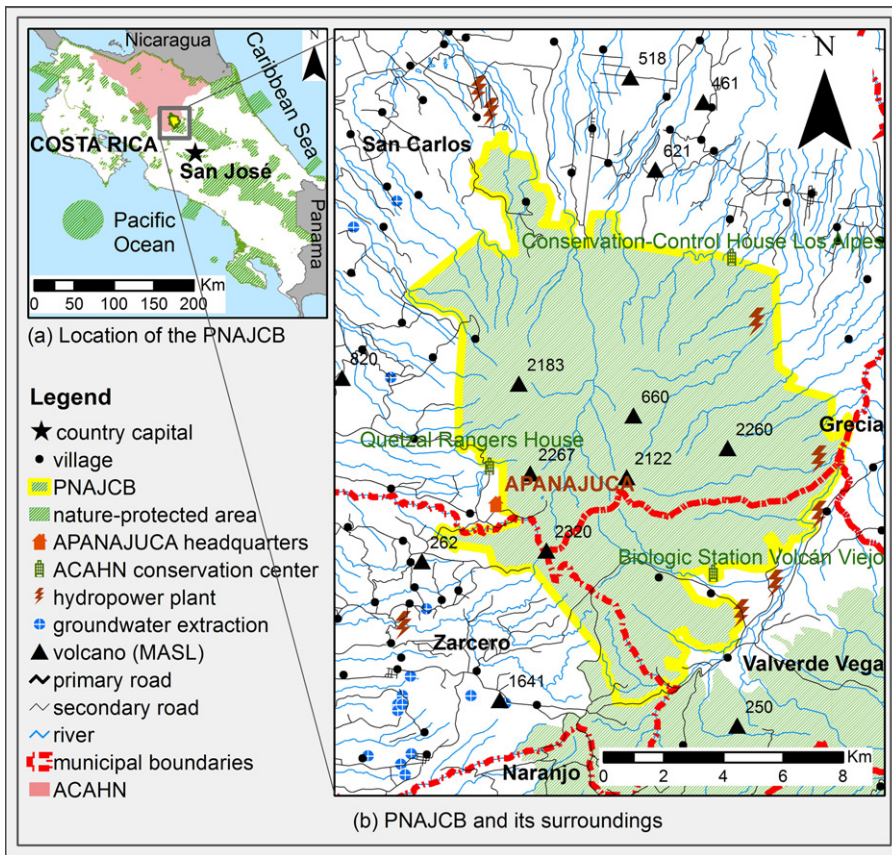 Nicaragua
N
Caribbean Sea
COSTA RICA
San José
Pacific
Ocean
Panama
Km
0 50 100 200
(a) Location of the PNAJCB
Legend
country capital
village
PNAJCB
nature-protected area
APANAJUCA headquarters
ACAHN conservation center
hydropower plant
groundwater extraction
volcano (MASL)
primary road
secondary road
river
municipal boundaries
ACAHN
N
518
461
San Carlos
621
Conservation-Control House Los Alpes
820
2183
660
Grecia
Quetzal Rangers House
2267
2122
2260
APANAJUCA
262
2320
Biologic Station Volcán Viejo
Zarcero
Valverde Vega
1641
250
Km
0 2 4 6 8
Naranjo
(b) PNAJCB and its surroundings